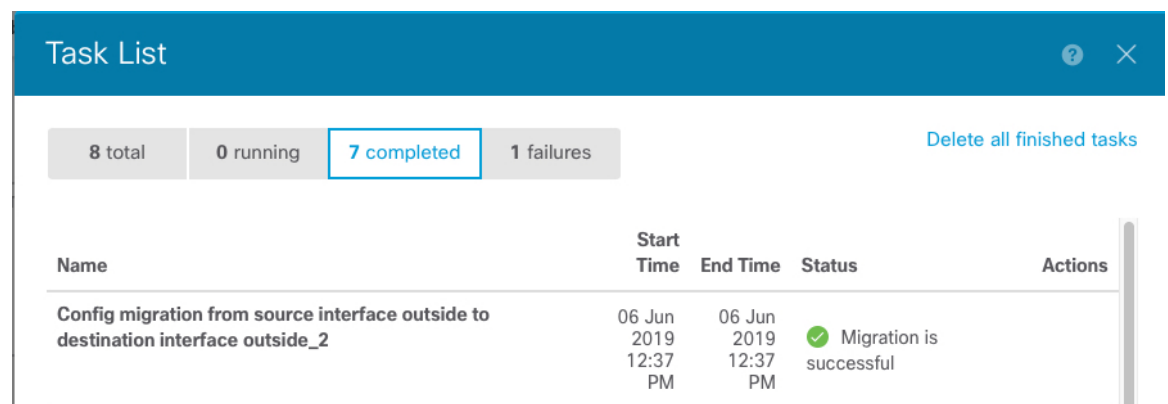 Task List
8 total
0 running
7 completed
1 failures
Delete all finished tasks
Name
Start
Time
End Time
Status
Actions
Config migration from source interface outside to
destination interface outside_2
06 Jun
2019
12:37
PM
06 Jun
2019
12:37
PM
Migration is
successful